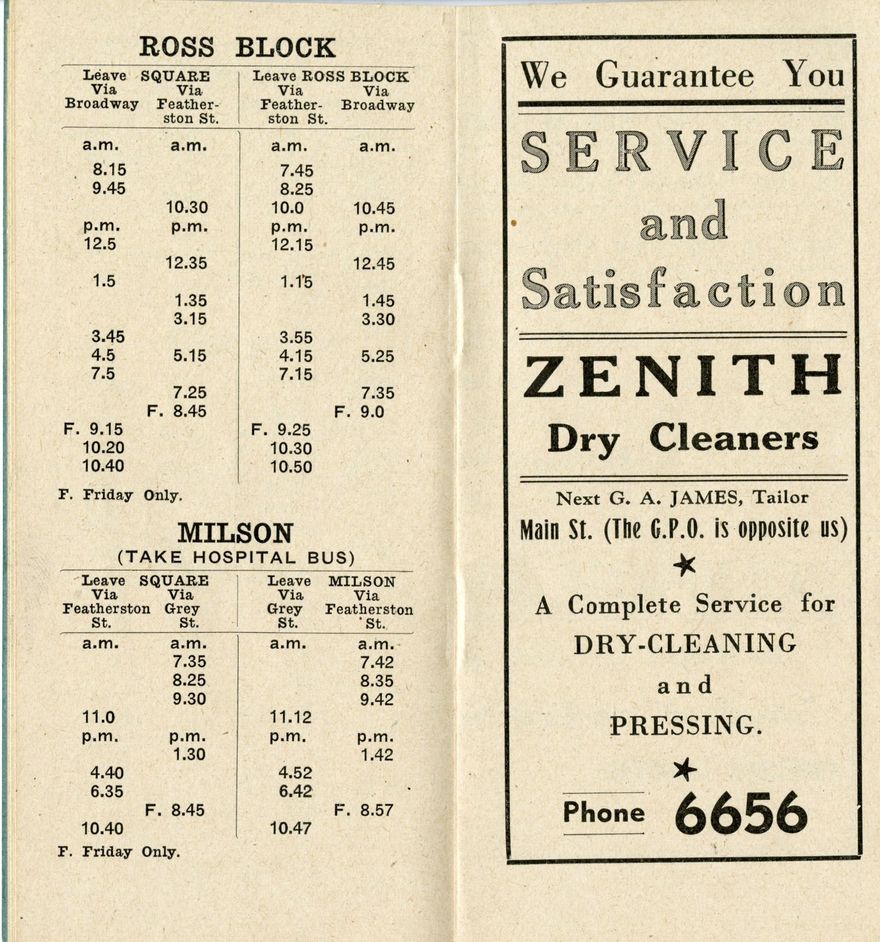 ROSS BLOCK
Leave SQUARE Leave ROSS BLOCK
Via Via Via Via
Broadway Feather- Feather- Broadway
ston St. ston St.
a.m. a.m. a.m. a.m.
8.15 7.45
9.45 8.25
10.30 10.0 10.45
p.m. p.m. p.m. p.m.
12.5 12.15
12.35 12.45
1.5 1.15
1.35 1.45
3.15 3.30
3.45 3.55
4.5 5.15 4.15 5.25
7.5 7.15
7.25 7.35
F. 8.45 F. 9.0
F. 9.15 F. 9.25
10.20 10.30
10.40 10.50
F. Friday Only.
MILSON
(TAKE HOSPITAL BUS)
Leave SQUARE Leave MILSON
Via Via Via Via
Featherston Grey Grey Featherston
St. St. St. St.
a.m. a.m. a.m. a.m.
7.35 7.42
8.25 8.35
9.30 9.42
11.0 11.12
p.m. p.m. p.m. p.m.
1.30 1.42
4.40 4.52
6.35 6.42
F. 8.45 F. 8.57
10.40 10.47
F. Friday Only.
We Guarantee You
SERVICE
and
Satisfaction
ZENITH
Dry Cleaners
Next G. A. JAMES, Tailor
Main St. (The G.P.O. is opposite us)
A Complete Service for
DRY-CLEANING
and
PRESSING.
Phone 6656